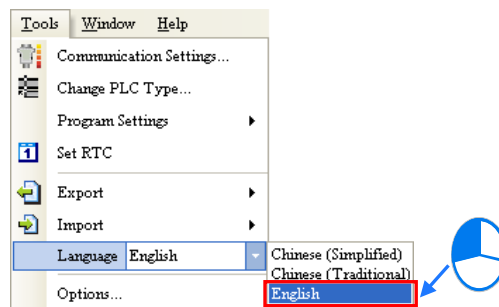 Tools Window Help
Communication Settings...
Change PLC Type...
Program Settings
1 Set RTC
Export
Import
Language English
Chinese (Simplified)
Chinese (Traditional)
English
Options...